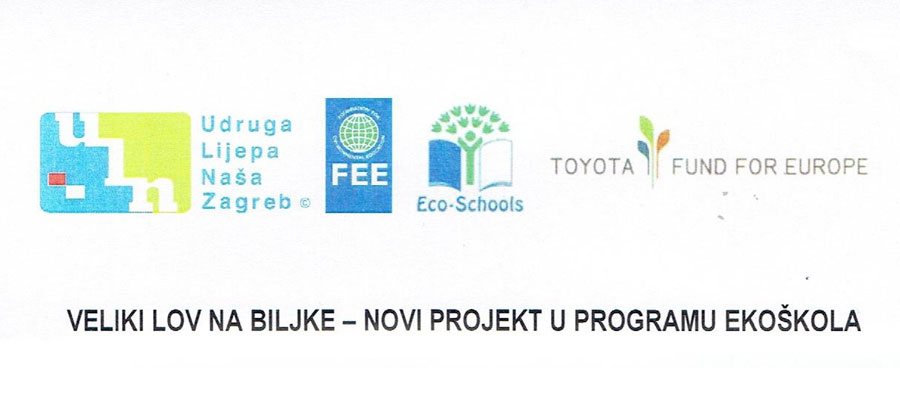 uln
Udruga
Lijepa
Naša
Zagreb ©
FEE
Eco-Schools
TOYOTA FUND FOR EUROPE
VELIKI LOV NA BILJKE – NOVI PROJEKT U PROGRAMU EKOŠKOLA